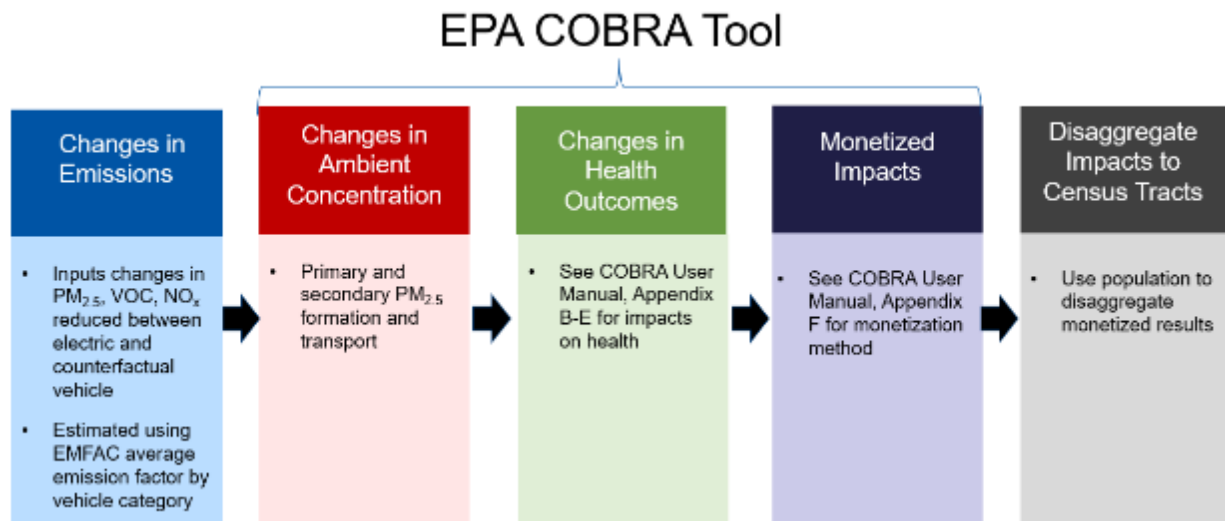 EPA COBRA Tool
Changes in
Emissions
• Inputs changes in
PM2.5, VOC, NOx
reduced between
electric and
counterfactual
vehicle
• Estimated using
EMFAC average
emission factor by
vehicle category
Changes in
Ambient
Concentration
• Primary and
secondary PM2.5
formation and
transport
Changes in
Health
Outcomes
• See COBRA User
Manual, Appendix
B-E for impacts
on health
Monetized
Impacts
• See COBRA User
Manual, Appendix
F for monetization
method
Disaggregate
Impacts to
Census Tracts
• Use population to
disaggregate
monetized results